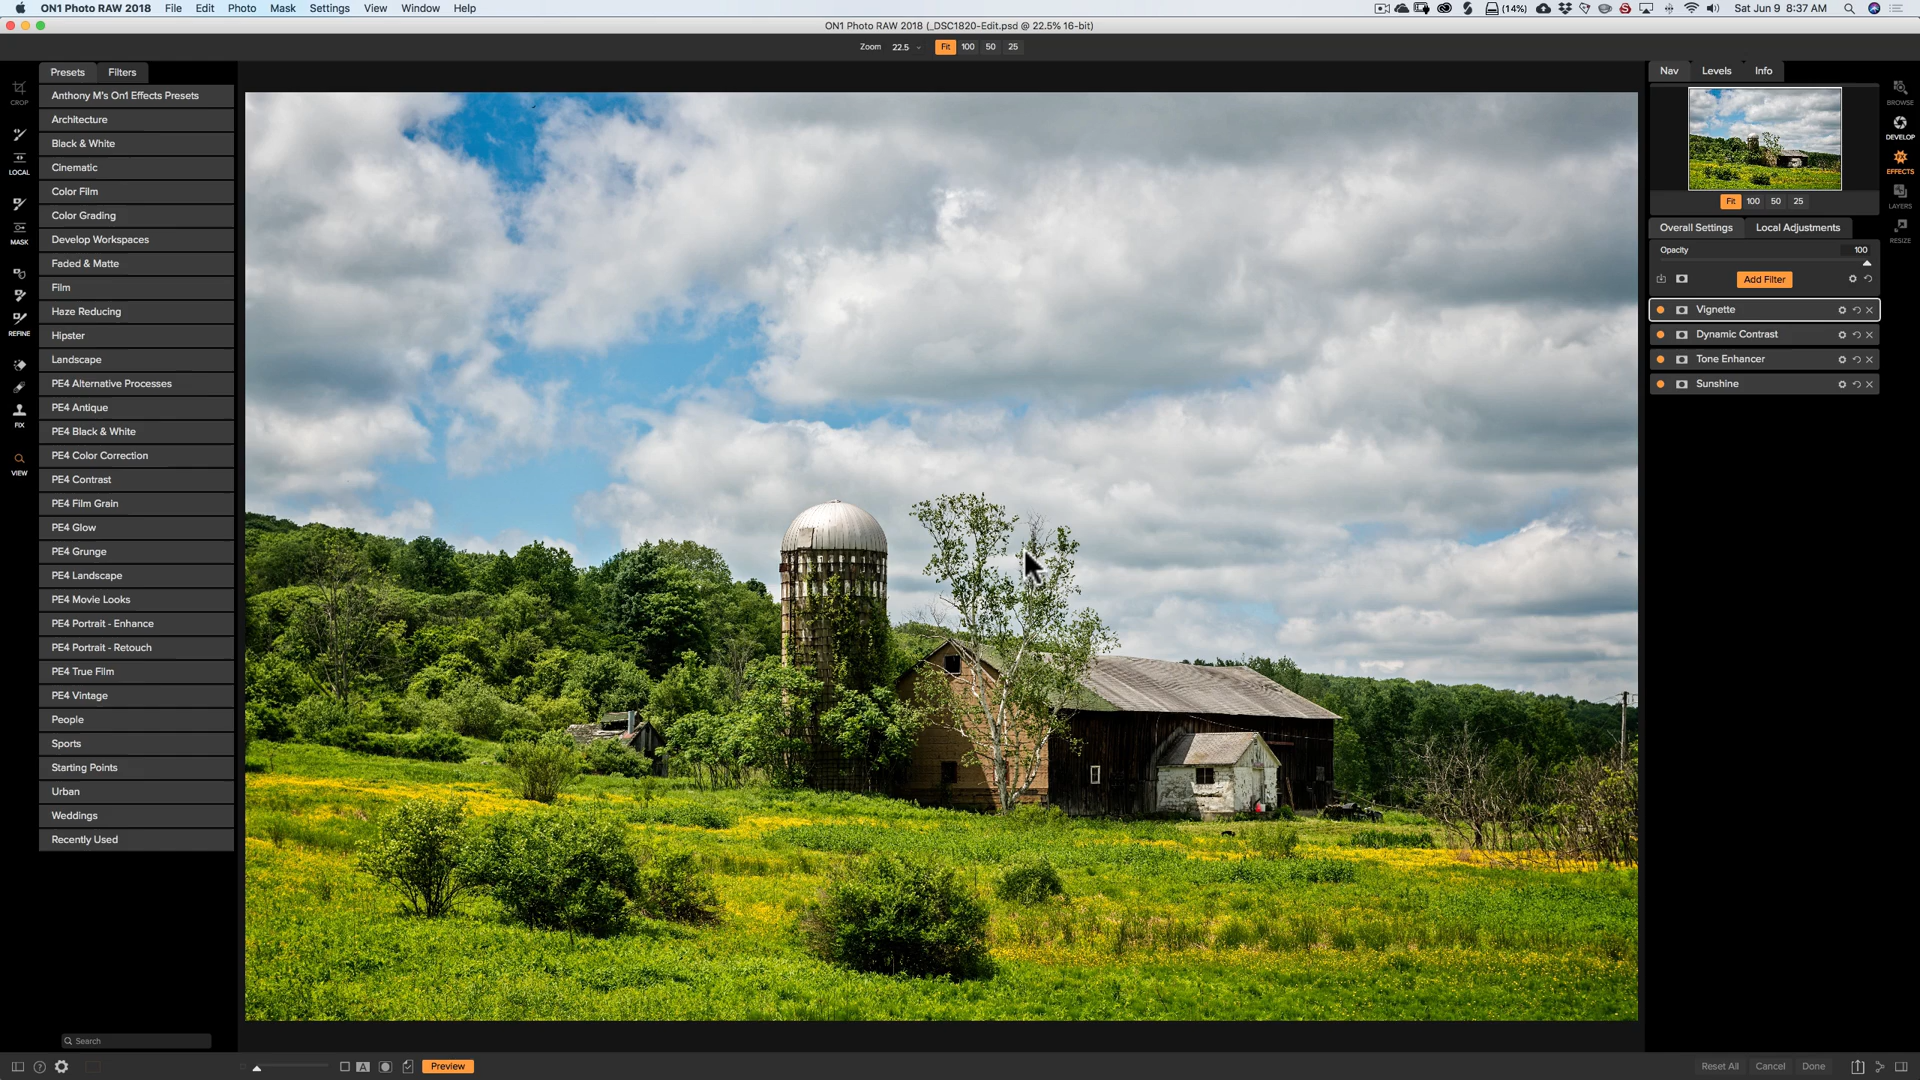 ON1 Photo RAW 2018 File Edit Photo Mask Settings View Window Help
(14%) Sat Jun 9 8:37 AM
ON1 Photo RAW 2018 (_DSC1820-Edit.psd @ 22.5% 16-bit)
Zoom 22.5 Fit 100 50 25
Presets Filters
Anthony M's On1 Effects Presets
Architecture
Black & White
Cinematic
Color Film
Color Grading
Develop Workspaces
Faded & Matte
Film
Haze Reducing
Hipster
Landscape
PE4 Alternative Processes
PE4 Antique
PE4 Black & White
PE4 Color Correction
PE4 Contrast
PE4 Film Grain
PE4 Glow
PE4 Grunge
PE4 Landscape
PE4 Movie Looks
PE4 Portrait - Enhance
PE4 Portrait - Retouch
PE4 True Film
PE4 Vintage
People
Sports
Starting Points
Urban
Weddings
Recently Used
Search
CROP
LOCAL
MASK
REFINE
FIX
VIEW
Nav Levels Info
Fit 100 50 25
Overall Settings Local Adjustments
Opacity 100
Add Filter
Vignette
Dynamic Contrast
Tone Enhancer
Sunshine
BROWSE
DEVELOP
EFFECTS
LAYERS
RESIZE
A Preview
Reset All Cancel Done